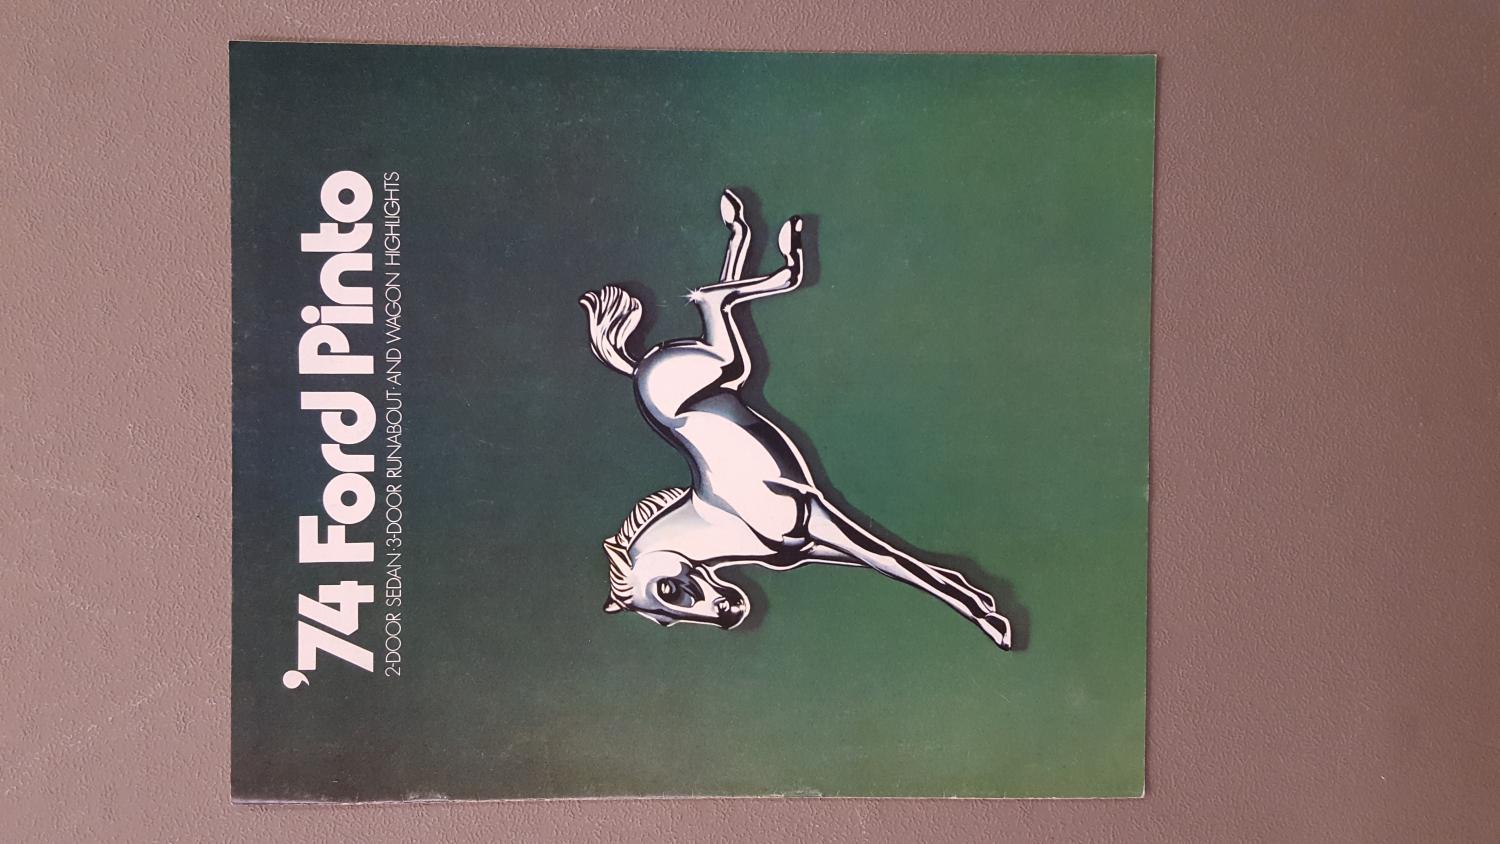 '74 Ford Pinto
2-DOOR SEDAN·3-DOOR RUNABOUT·AND WAGON HIGHLIGHTS